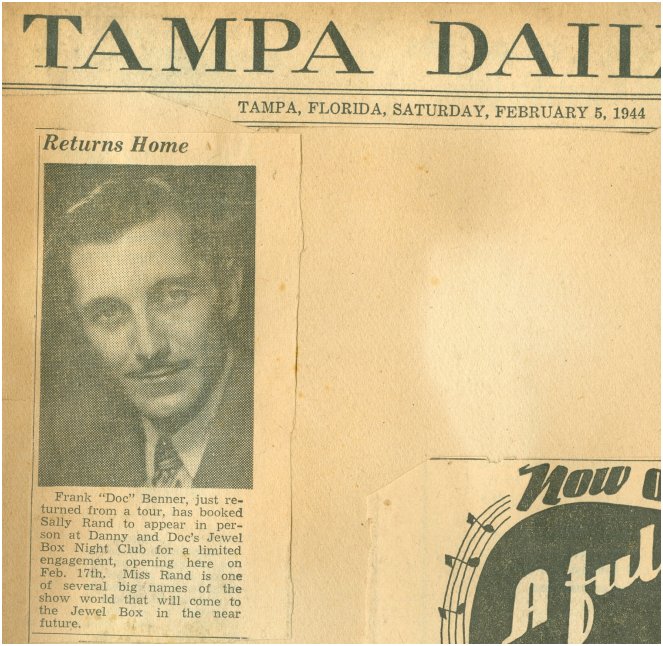 TAMPA DAIL
TAMPA, FLORIDA, SATURDAY, FEBRUARY 5, 1944
Returns Home
Frank "Doc" Benner, just re-
turned from a tour, has booked
Sally Rand to appear in per-
son at Danny and Doc's Jewel
Box Night Club for a limited
engagement, opening here on
Feb. 17th. Miss Rand is one
of several big names of the
show world that will come to
the Jewel Box in the near
future.
Now
A ful